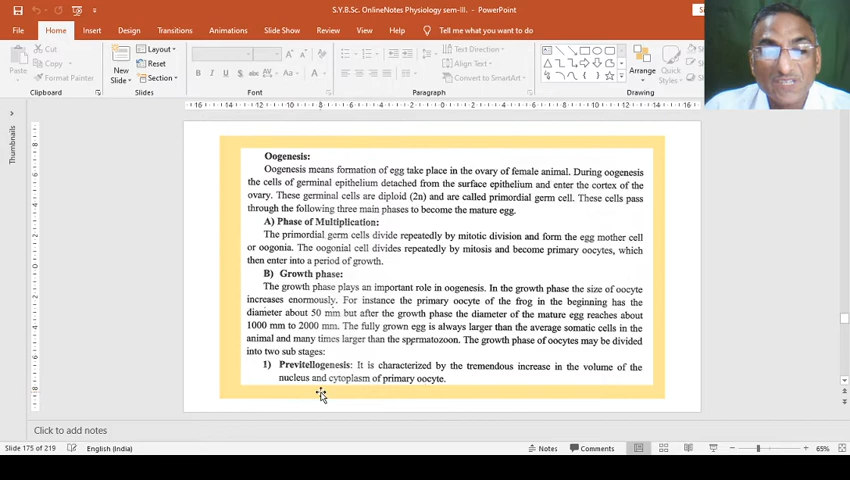 S.Y.B.Sc. OnlineNotes Physiology sem-III. - PowerPoint
File Home Insert Design Transitions Animations Slide Show Review View Help Tell me what you want to do
Cut
Copy
Format Painter
Paste
Clipboard
New
Slide
Layout
Reset
Section
Slides
Font
Text Direction
Align Text
Convert to SmartArt
Paragraph
Arrange
Quick
Styles
Drawing
Thumbnails
Oogenesis:
Oogenesis means formation of egg take place in the ovary of female animal. During oogenesis
the cells of germinal epithelium detached from the surface epithelium and enter the cortex of the
ovary. These germinal cells are diploid (2n) and are called primordial germ cell. These cells pass
through the following three main phases to become the mature egg.
A) Phase of Multiplication:
The primordial germ cells divide repeatedly by mitotic division and form the egg mother cell
or oogonia. The oogonial cell divides repeatedly by mitosis and become primary oocytes, which
then enter into a period of growth.
B) Growth phase:
The growth phase plays an important role in oogenesis. In the growth phase the size of oocyte
increases enormously. For instance the primary oocyte of the frog in the beginning has the
diameter about 50 mm but after the growth phase the diameter of the mature egg reaches about
1000 mm to 2000 mm. The fully grown egg is always larger than the average somatic cells in the
animal and many times larger than the spermatozoon. The growth phase of oocytes may be divided
into two sub stages:
1) Previtellogenesis: It is characterized by the tremendous increase in the volume of the
nucleus and cytoplasm of primary oocyte.
Click to add notes
Slide 175 of 219 English (India) Notes Comments 65%